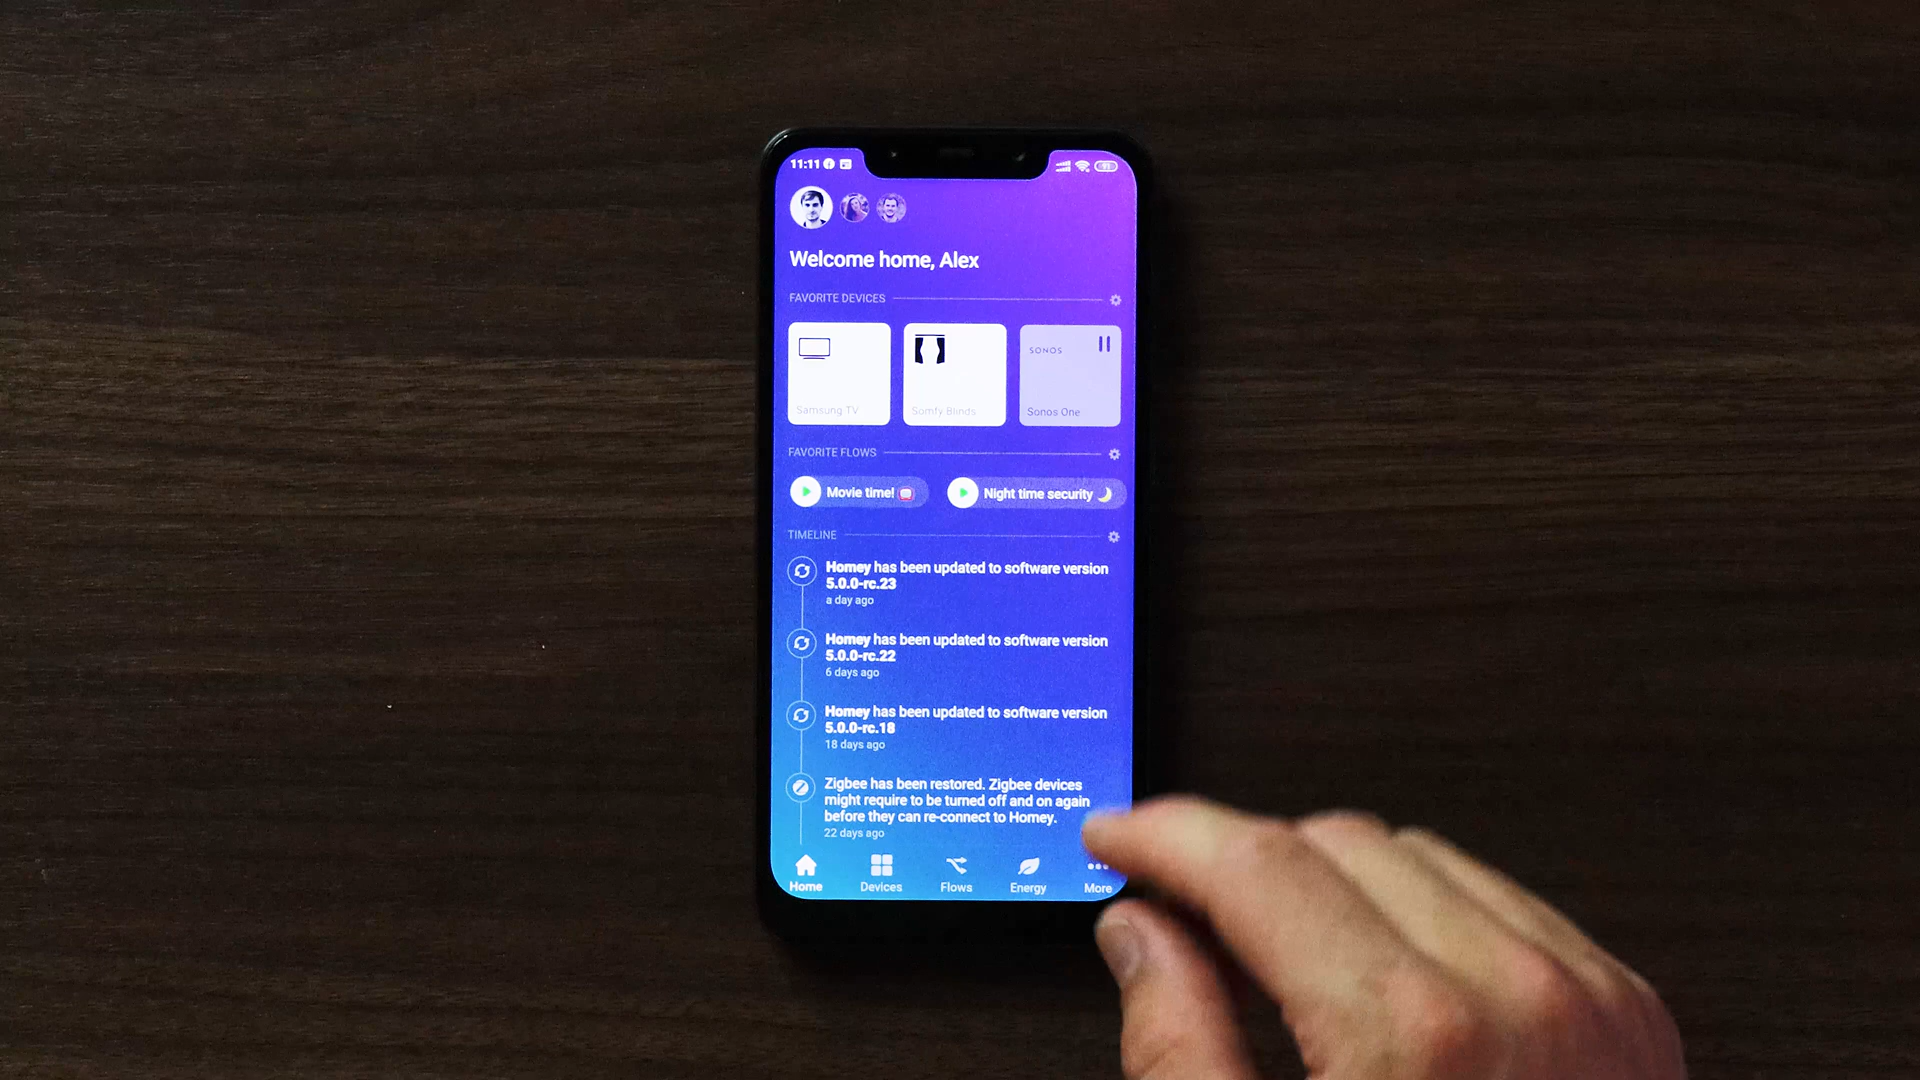 11:11
91
Welcome home, Alex
FAVORITE DEVICES
SONOS
Samsung TV
Somfy Blinds
Sonos One
FAVORITE FLOWS
Movie time!
Night time security
TIMELINE
Homey has been updated to software version
5.0.0-rc.23
a day ago
Homey has been updated to software version
5.0.0-rc.22
6 days ago
Homey has been updated to software version
5.0.0-rc.18
18 days ago
Zigbee has been restored. Zigbee devices
might require to be turned off and on again
before they can re-connect to Homey.
22 days ago
Home
Devices
Flows
Energy
More